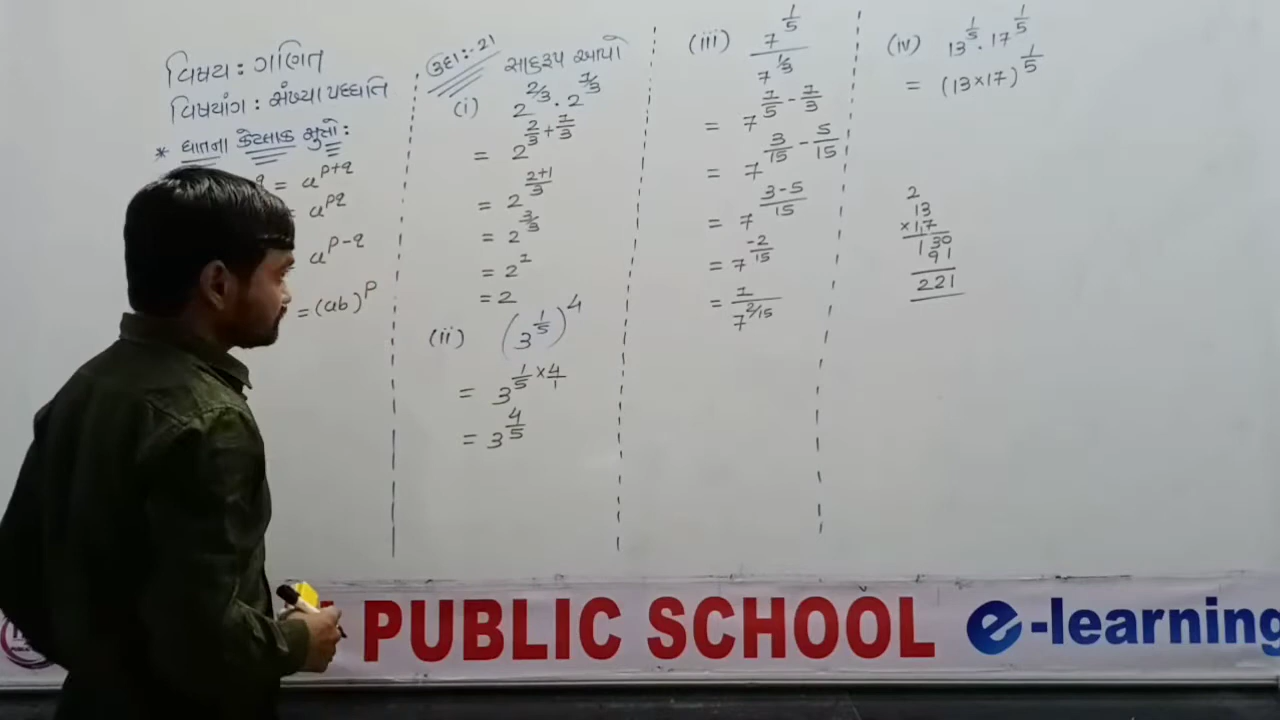 વિષય : ગણિત
વિષયાંગ : સંખ્યા પદ્ધતિ
* ઘાતના કેટલાક સુત્રો :
q = a^(p+q)
= a^(pq)
a^(p-q)
= (ab)^p
ઉદા:-21
સાદુરૂપ આપો
(i) 2^(2/3) . 2^(1/3)
= 2^(2/3 + 1/3)
= 2^((2+1)/3)
= 2^(3/3)
= 2^1
= 2
(ii) (3^(1/5))^4
= 3^(1/5 × 4/1)
= 3^(4/5)
(iii) 7^(1/5) / 7^(1/3)
= 7^(1/5 - 1/3)
= 7^(3/15 - 5/15)
= 7^((3-5)/15)
= 7^(-2/15)
= 1 / 7^(2/15)
(iv) 13^(1/5) . 17^(1/5)
= (13×17)^(1/5)
2
13
×17
130
91
221
PUBLIC SCHOOL e-learning